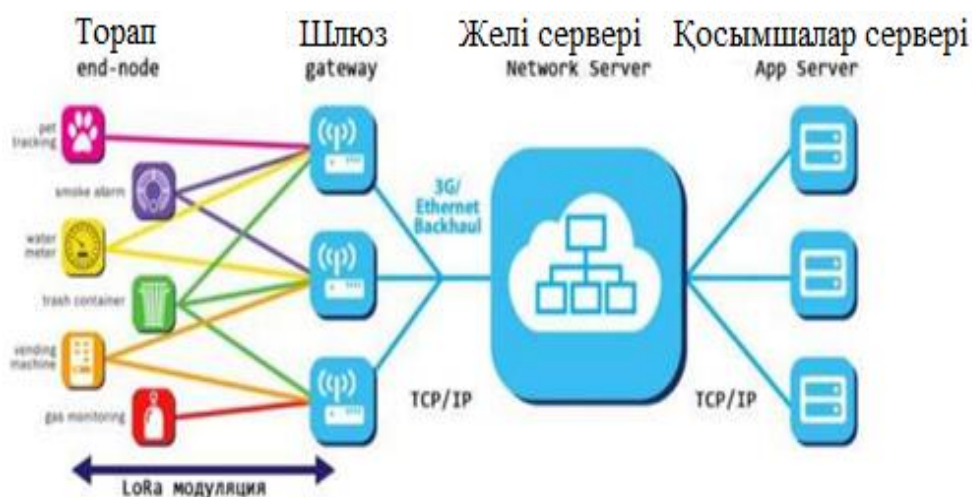 Торап
end-node
Шлюз
gateway
Желі сервері
Network Server
Қосымшалар сервері
App Server
pet
tracking
smoke alarm
water
meter
trash container
vending
machine
gas monitoring
3G/
Ethernet
Backhaul
TCP/IP
TCP/IP
LoRa модуляция